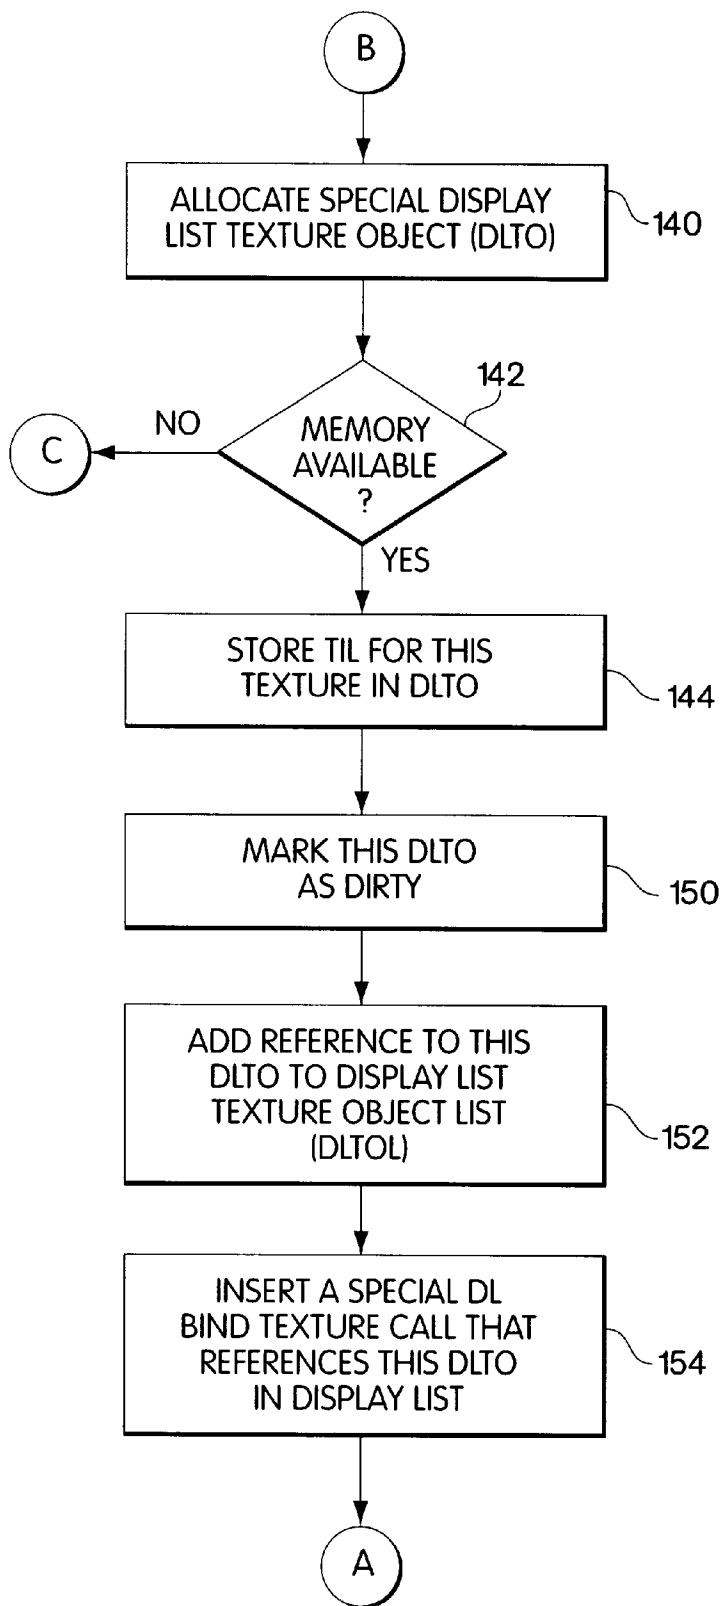 B
ALLOCATE SPECIAL DISPLAY
LIST TEXTURE OBJECT (DLTO)
140
142
MEMORY
AVAILABLE
?
NO
C
YES
STORE TIL FOR THIS
TEXTURE IN DLTO
144
MARK THIS DLTO
AS DIRTY
150
ADD REFERENCE TO THIS
DLTO TO DISPLAY LIST
TEXTURE OBJECT LIST
(DLTOL)
152
INSERT A SPECIAL DL
BIND TEXTURE CALL THAT
REFERENCES THIS DLTO
IN DISPLAY LIST
154
A